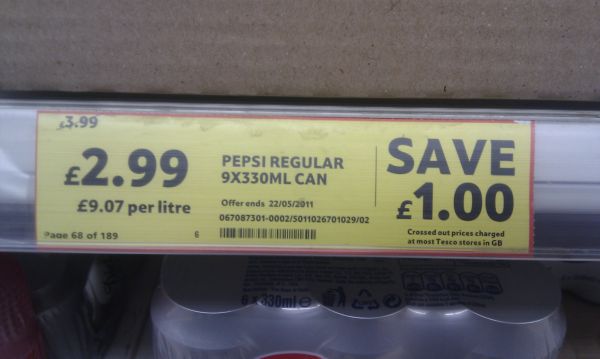 £3.99
£2.99
£9.07 per litre
Page 68 of 189
6
PEPSI REGULAR
9X330ML CAN
Offer ends 22/05/2011
067087301-0002/5011026701029/02
SAVE
£1.00
Crossed out prices charged
at most Tesco stores in GB
6 x 330ml e